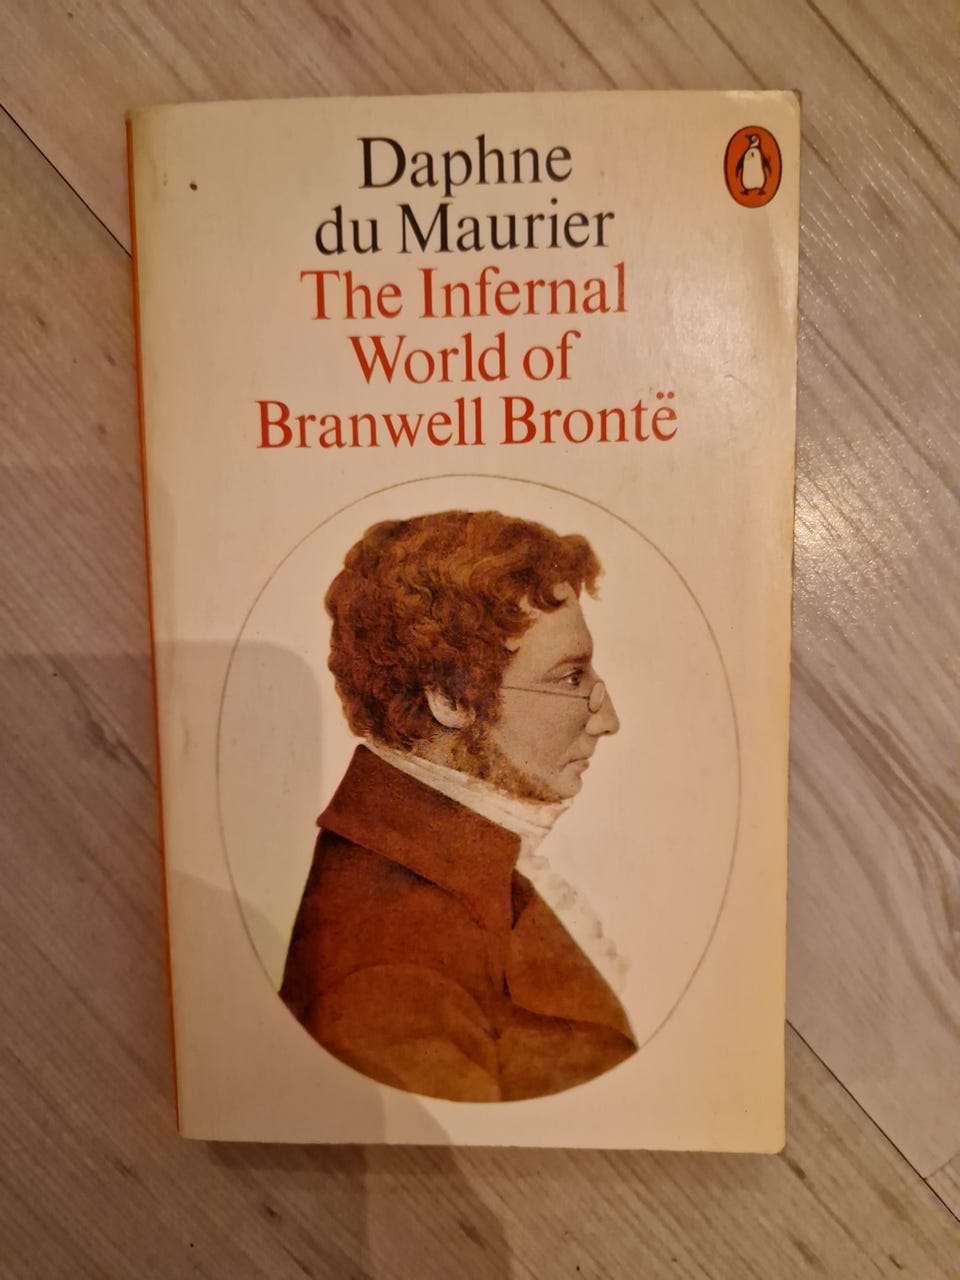 Daphne
du Maurier
The Infernal
World of
Branwell Brontë